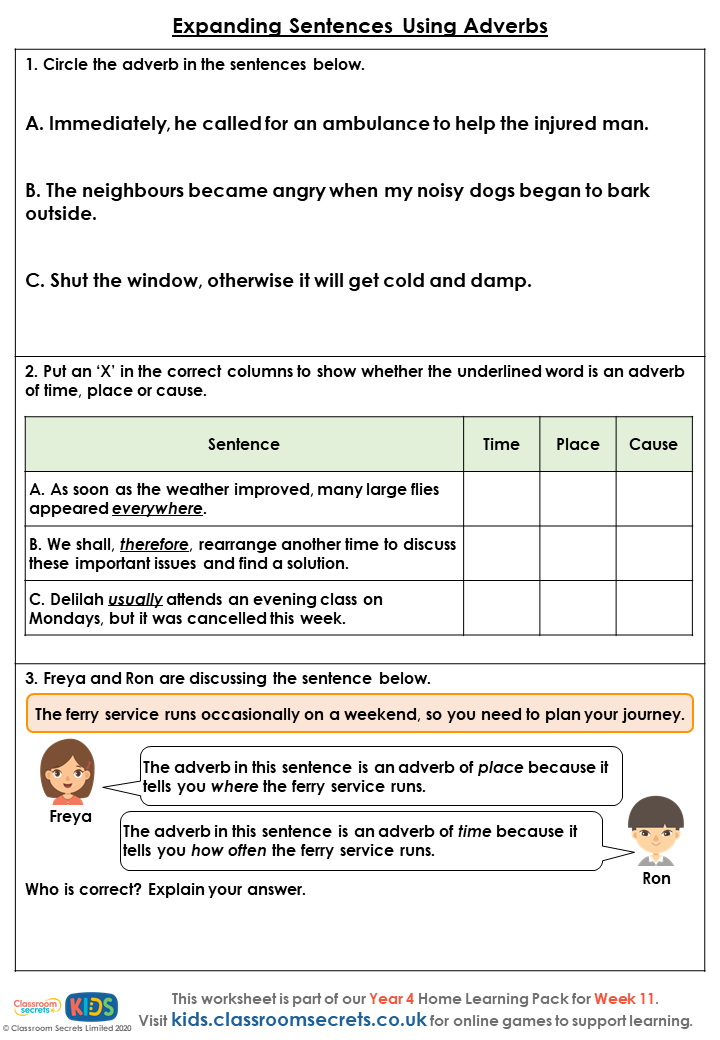 Expanding Sentences Using Adverbs
1. Circle the adverb in the sentences below.
A. Immediately, he called for an ambulance to help the injured man.
B. The neighbours became angry when my noisy dogs began to bark
outside.
C. Shut the window, otherwise it will get cold and damp.
2. Put an ‘X’ in the correct columns to show whether the underlined word is an adverb
of time, place or cause.
Sentence Time Place Cause
A. As soon as the weather improved, many large flies
appeared everywhere.
B. We shall, therefore, rearrange another time to discuss
these important issues and find a solution.
C. Delilah usually attends an evening class on
Mondays, but it was cancelled this week.
3. Freya and Ron are discussing the sentence below.
The ferry service runs occasionally on a weekend, so you need to plan your journey.
The adverb in this sentence is an adverb of place because it
tells you where the ferry service runs.
Freya
The adverb in this sentence is an adverb of time because it
tells you how often the ferry service runs.
Ron
Who is correct? Explain your answer.
Classroom
Secrets
KIDS
© Classroom Secrets Limited 2020
This worksheet is part of our Year 4 Home Learning Pack for Week 11.
Visit kids.classroomsecrets.co.uk for online games to support learning.